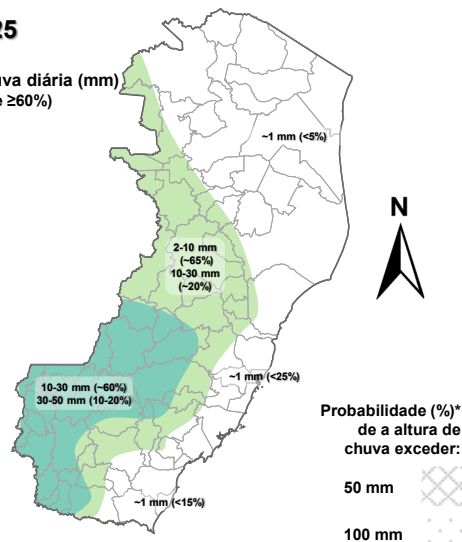 25
uva diária (mm)
e ≥60%)
~1 mm (<5%)
N
2-10 mm
(~65%)
10-30 mm
(~20%)
10-30 mm (~60%)
30-50 mm (10-20%)
~1 mm (<25%)
~1 mm (<15%)
Probabilidade (%)*
de a altura de
chuva exceder:
50 mm
100 mm